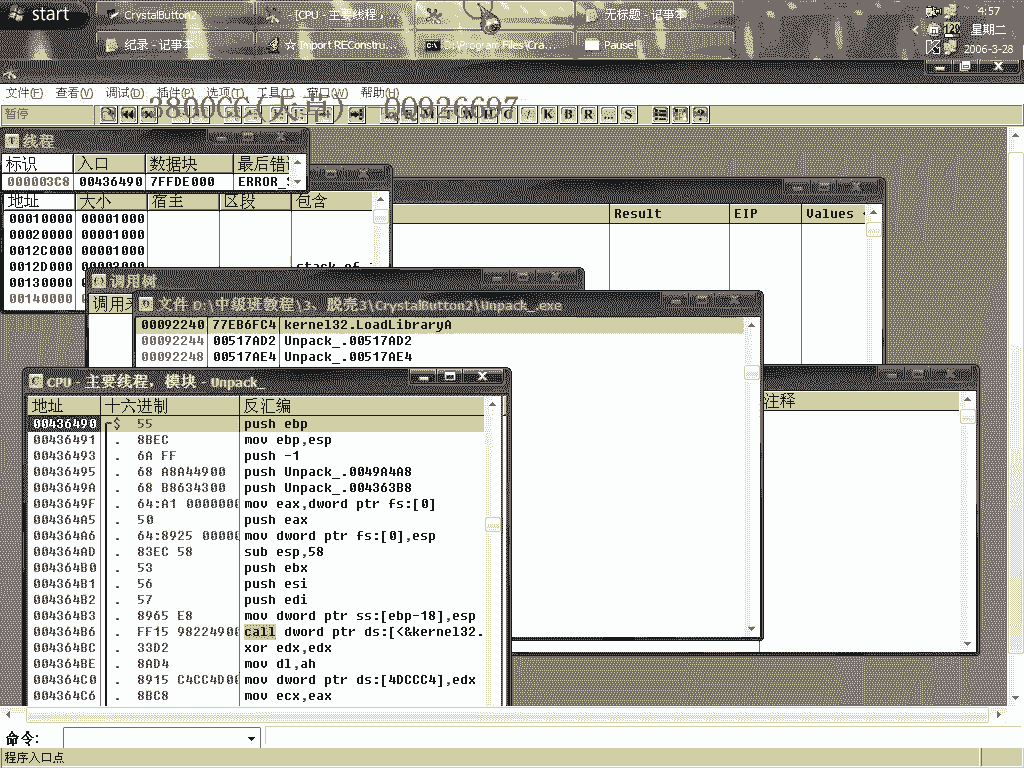 start
CrystalButton2
- [CPU - 主要线程，...
无标题 - 记事本
4:57
星期二
2006-3-28
纪录 - 记事本
☆ Import REConstru...
D:\Program Files\Cra...
Pause!
120
文件(F) 查看(V) 调试(D) 插件(P) 选项(T) 工具(I) 窗口(W) 帮助(H)
3800CC(天草) QQ926697
暂停
K B R ... S
线程
标识 入口 数据块 最后错误
000003C8 00436490 7FFDE000 ERROR_S
地址 大小 宿主 区段 包含
00010000 00001000
00020000 00001000
0012C000 00001000
0012D000 00003000 stack of
00130000
00140000
Result EIP Values
调用树
文件 D:\中级班教程\3、脱壳3\CrystalButton2\Unpack_.exe
00092240 77EB6FC4 kernel32.LoadLibraryA
00092244 00517AD2 Unpack_.00517AD2
00092248 00517AE4 Unpack_.00517AE4
注释
CPU - 主要线程, 模块 - Unpack_
地址 十六进制 反汇编
00436490 $ 55 push ebp
00436491 . 8BEC mov ebp,esp
00436493 . 6A FF push -1
00436495 . 68 A8A44900 push Unpack_.0049A4A8
0043649A . 68 B8634300 push Unpack_.004363B8
0043649F . 64:A1 0000000 mov eax,dword ptr fs:[0]
004364A5 . 50 push eax
004364A6 . 64:8925 00000 mov dword ptr fs:[0],esp
004364AD . 83EC 58 sub esp,58
004364B0 . 53 push ebx
004364B1 . 56 push esi
004364B2 . 57 push edi
004364B3 . 8965 E8 mov dword ptr ss:[ebp-18],esp
004364B6 . FF15 98224900 call dword ptr ds:[<&kernel32.
004364BC . 33D2 xor edx,edx
004364BE . 8AD4 mov dl,ah
004364C0 . 8915 C4CC4D00 mov dword ptr ds:[4DCCC4],edx
004364C6 . 8BC8 mov ecx,eax
命令:
程序入口点